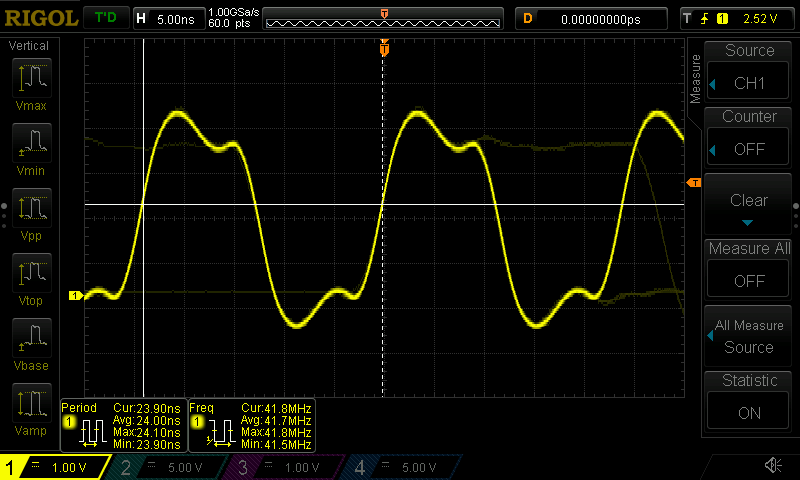 RIGOL T'D H 5.00ns 1.00GSa/s
60.0 pts
T
D 0.00000000ps T 1 2.52 V
Vertical
Vmax
Vmin
Vpp
Vtop
Vbase
Vamp
T
T
1
Period Cur:23.90ns
1 Avg:24.00ns
Max:24.10ns
Min:23.90ns
Freq Cur:41.8MHz
1 Avg:41.7MHz
Max:41.8MHz
Min:41.5MHz
Measure
Source
CH1
Counter
OFF
Clear
Measure All
OFF
All Measure
Source
Statistic
ON
1 1.00 V 2 5.00 V 3 1.00 V 4 5.00 V